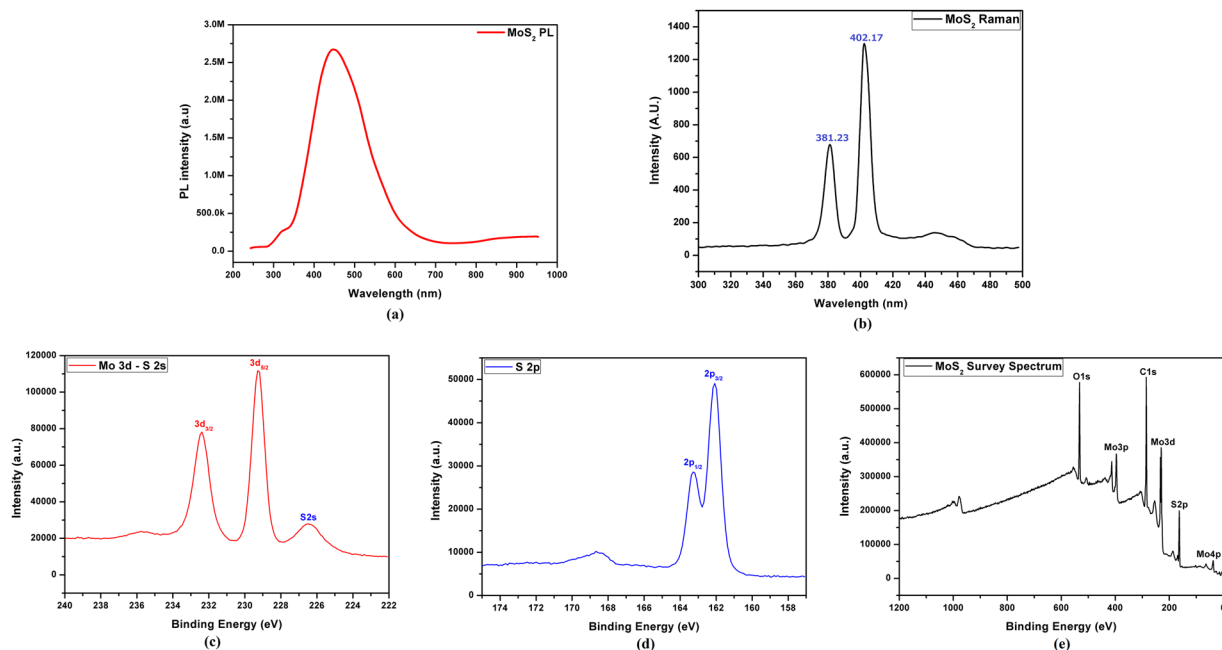 MoS₂ PL
3.0M
2.5M
2.0M
1.5M
1.0M
500.0k
0.0
PL intensity (a.u)
200 300 400 500 600 700 800 900 1000
Wavelength (nm)
(a)
MoS₂ Raman
402.17
381.23
1400
1200
1000
800
600
400
200
0
Intensity (A.U.)
300 320 340 360 380 400 420 440 460 480 500
Wavelength (nm)
(b)
Mo 3d - S 2s
3d5/2
3d3/2
S2s
120000
100000
80000
60000
40000
20000
0
Intensity (a.u.)
240 238 236 234 232 230 228 226 224 222
Binding Energy (eV)
(c)
S 2p
2p3/2
2p1/2
50000
40000
30000
20000
10000
0
Intensity (a.u.)
175 170 168 166 164 162 160 157
Binding Energy (eV)
(d)
MoS₂ Survey Spectrum
O1s
C1s
Mo3p
Mo3d
S2p
Mo4p
600000
500000
400000
300000
200000
100000
0
Intensity (a.u.)
1200 1000 800 600 400 200 0
Binding Energy (eV)
(e)